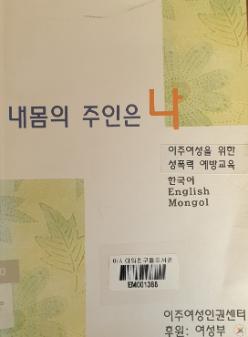 내몸의 주인은 나
이주여성을 위한
성폭력 예방교육
한국어
English
Mongol
EM001388
이주여성인권센터
후원: 여성부